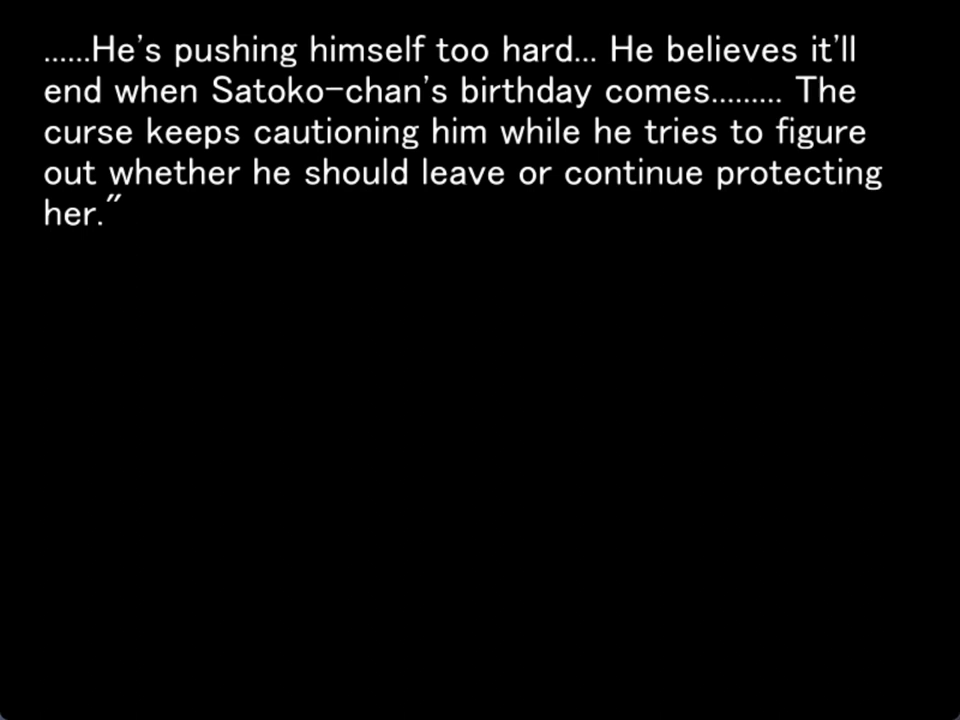 ......He's pushing himself too hard... He believes it'll
end when Satoko-chan's birthday comes......... The
curse keeps cautioning him while he tries to figure
out whether he should leave or continue protecting
her."